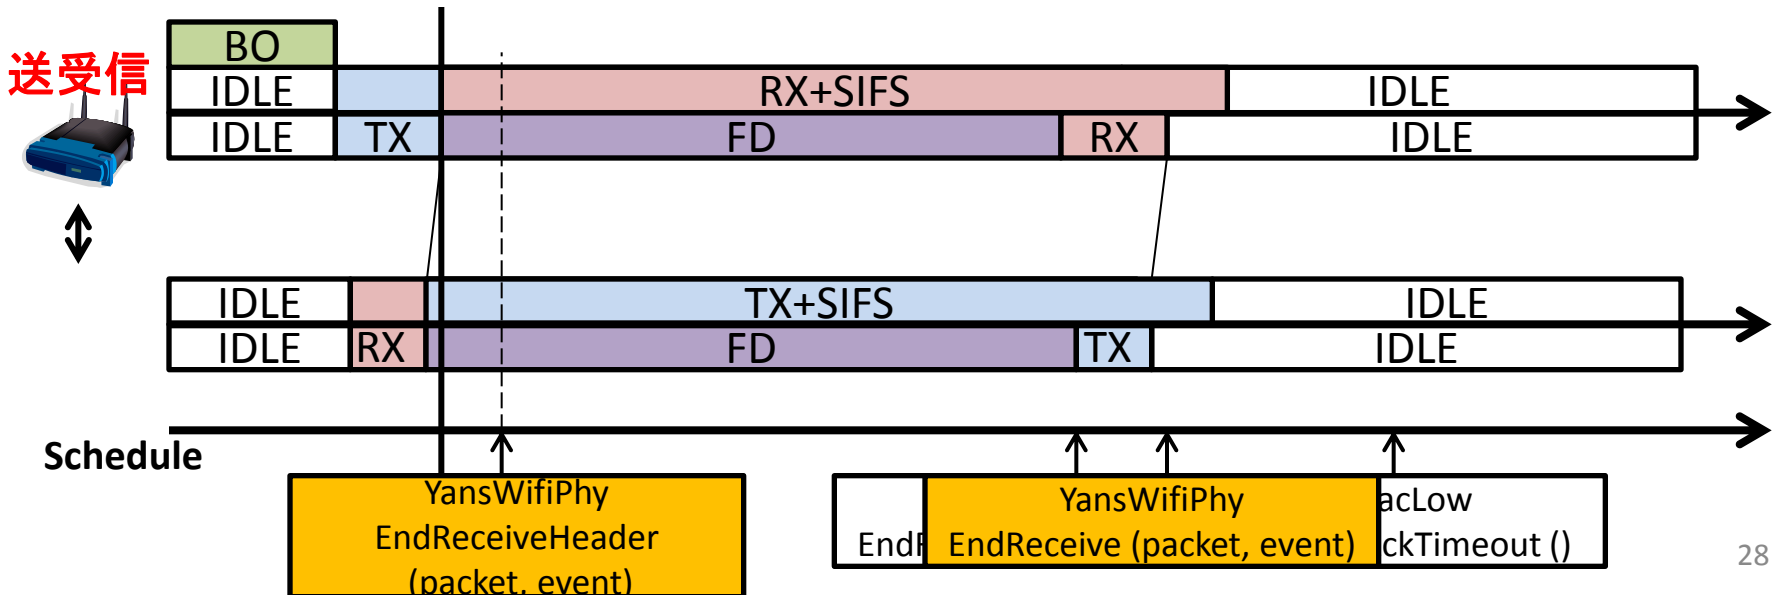 BO
送受信
IDLE
RX+SIFS
IDLE
IDLE
TX
FD
RX
IDLE
IDLE
TX+SIFS
IDLE
IDLE
RX
FD
TX
IDLE
Schedule
YansWifiPhy
EndReceiveHeader
(packet, event)
YansWifiPhy
EndReceive (packet, event)
acLow
ckTimeout ()
28